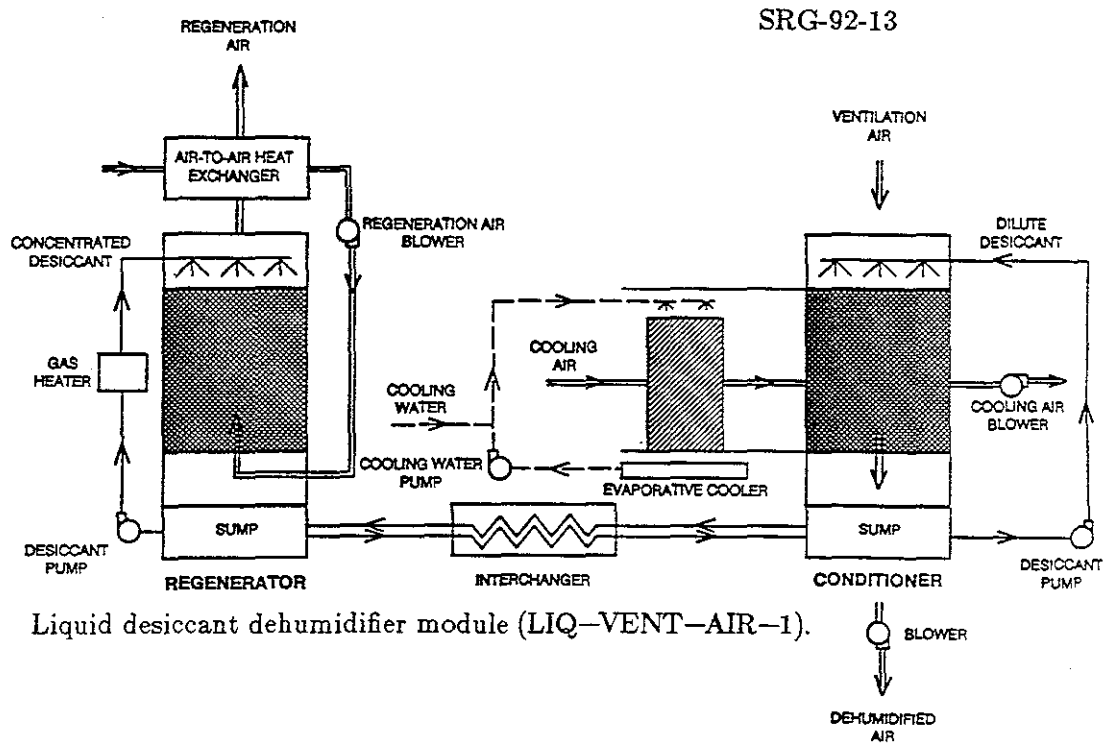 SRG-92-13
REGENERATION
AIR
VENTILATION
AIR
AIR-TO-AIR HEAT
EXCHANGER
REGENERATION AIR
BLOWER
CONCENTRATED
DESICCANT
DILUTE
DESICCANT
GAS
HEATER
COOLING
AIR
COOLING
WATER
COOLING AIR
BLOWER
COOLING WATER
PUMP
EVAPORATIVE COOLER
SUMP
SUMP
DESICCANT
PUMP
REGENERATOR
INTERCHANGER
CONDITIONER
DESICCANT
PUMP
Liquid desiccant dehumidifier module (LIQ–VENT–AIR–1).
BLOWER
DEHUMIDIFIED
AIR